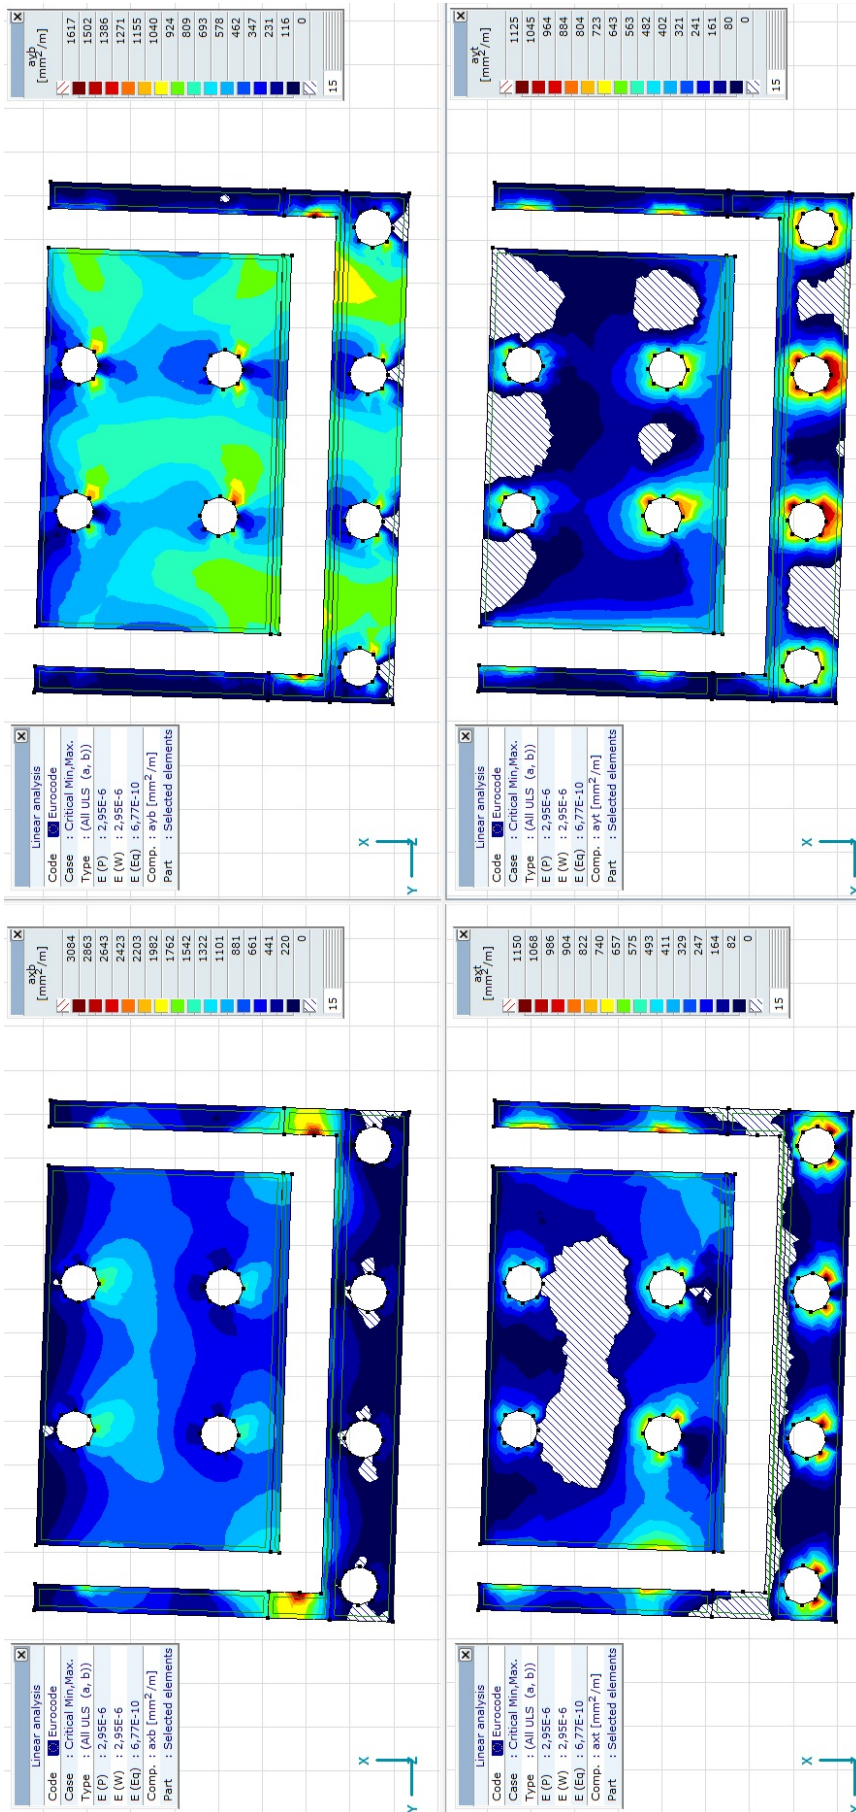 Linear analysis
Code : Eurocode
Case : Critical Min,Max.
Type : (All ULS (a, b))
E (P) : 2,95E-6
E (W) : 2,95E-6
E (Eq) : 6,77E-10
Comp. : axb [mm²/m]
Part : Selected elements
axb
[mm²/m]
3084
2863
2643
2423
2203
1982
1762
1542
1322
1101
881
661
441
220
0
15
Y
X
Z
Linear analysis
Code : Eurocode
Case : Critical Min,Max.
Type : (All ULS (a, b))
E (P) : 2,95E-6
E (W) : 2,95E-6
E (Eq) : 6,77E-10
Comp. : ayb [mm²/m]
Part : Selected elements
ayb
[mm²/m]
1617
1502
1386
1271
1155
1040
924
809
693
578
462
347
231
116
0
15
Y
X
Z
Linear analysis
Code : Eurocode
Case : Critical Min,Max.
Type : (All ULS (a, b))
E (P) : 2,95E-6
E (W) : 2,95E-6
E (Eq) : 6,77E-10
Comp. : axt [mm²/m]
Part : Selected elements
axt
[mm²/m]
1150
1068
986
904
822
740
657
575
493
411
329
247
164
82
0
15
Y
X
Linear analysis
Code : Eurocode
Case : Critical Min,Max.
Type : (All ULS (a, b))
E (P) : 2,95E-6
E (W) : 2,95E-6
E (Eq) : 6,77E-10
Comp. : ayt [mm²/m]
Part : Selected elements
ayt
[mm²/m]
1125
1045
964
884
804
723
643
563
482
402
321
241
161
80
0
15
Y
X